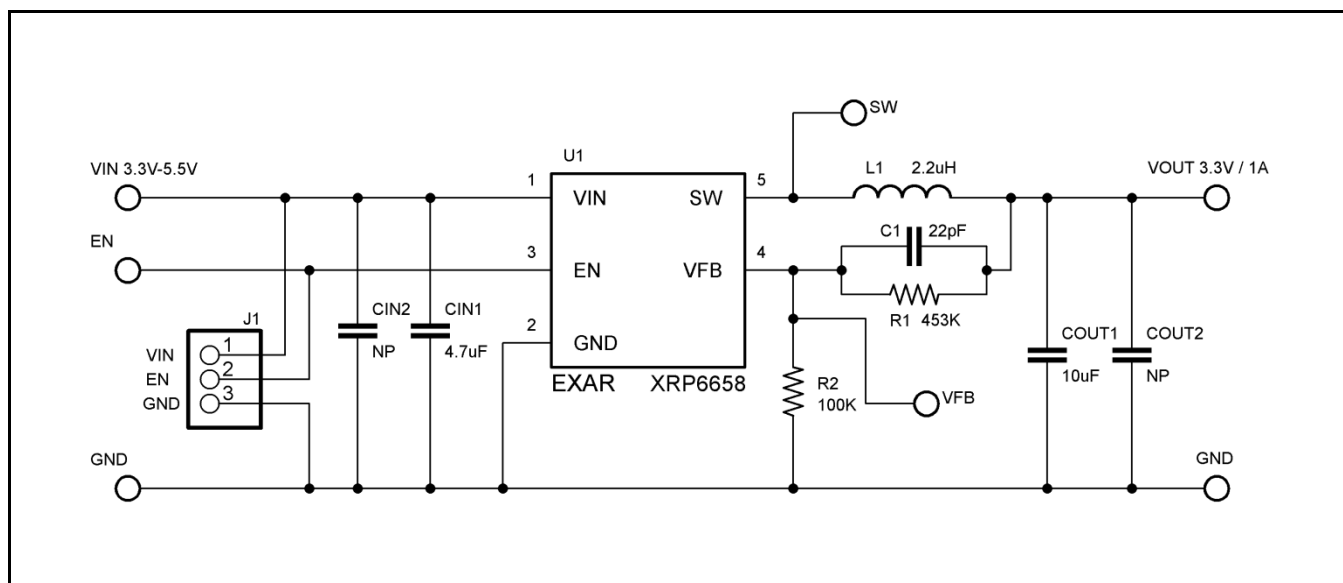 SW
U1
VIN 3.3V-5.5V
1
VIN
SW
5
L1
2.2uH
VOUT 3.3V / 1A
EN
3
EN
VFB
4
C1
22pF
R1
453K
J1
VIN
1
EN
2
GND
3
CIN2
NP
CIN1
4.7uF
2
GND
EXAR
XRP6658
R2
100K
VFB
COUT1
10uF
COUT2
NP
GND
GND